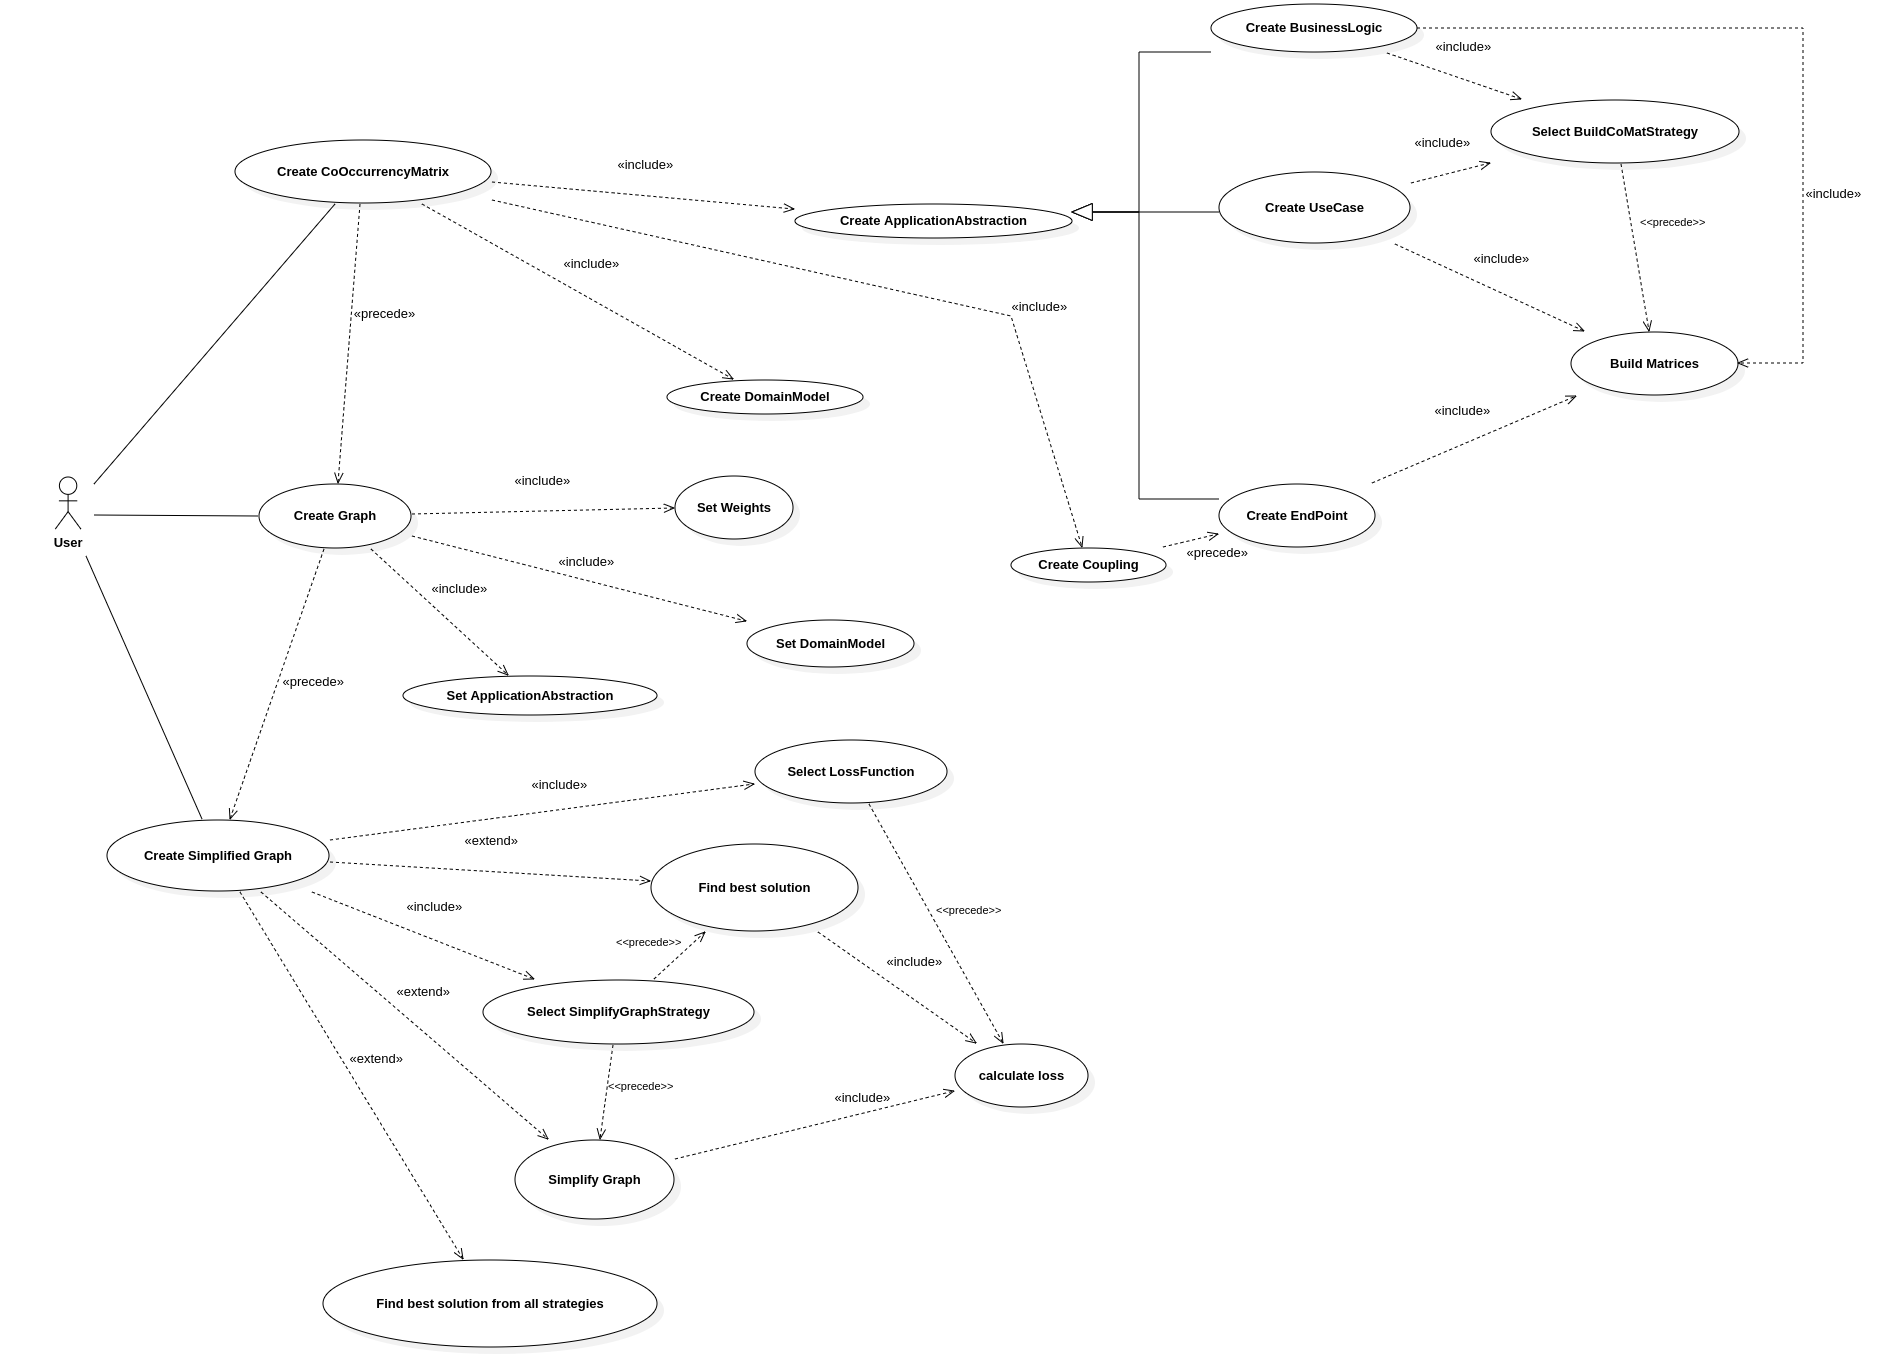 Create BusinessLogic
«include»
Select BuildCoMatStrategy
«include»
Create CoOccurrencyMatrix
«include»
«include»
Create UseCase
Create ApplicationAbstraction
<<precede>>
«include»
«include»
«include»
«precede»
Build Matrices
Create DomainModel
«include»
«include»
Set Weights
Create Graph
Create EndPoint
User
«precede»
«include»
Create Coupling
«include»
Set DomainModel
«precede»
Set ApplicationAbstraction
Select LossFunction
«include»
«extend»
Create Simplified Graph
Find best solution
«include»
<<precede>>
<<precede>>
«include»
«extend»
Select SimplifyGraphStrategy
«extend»
calculate loss
<<precede>>
«include»
Simplify Graph
Find best solution from all strategies